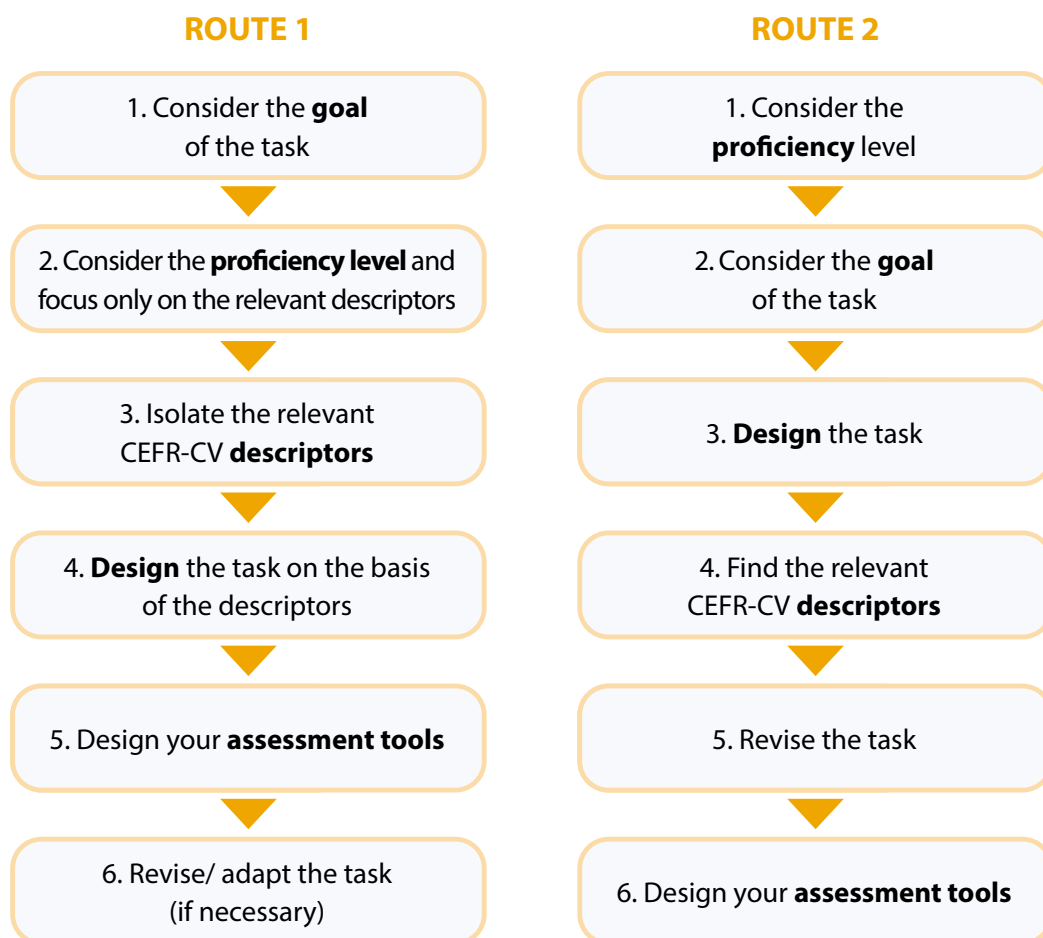 ROUTE 1
1. Consider the goal
of the task
2. Consider the proficiency level and
focus only on the relevant descriptors
3. Isolate the relevant
CEFR-CV descriptors
4. Design the task on the basis
of the descriptors
5. Design your assessment tools
6. Revise/ adapt the task
(if necessary)
ROUTE 2
1. Consider the
proficiency level
2. Consider the goal
of the task
3. Design the task
4. Find the relevant
CEFR-CV descriptors
5. Revise the task
6. Design your assessment tools